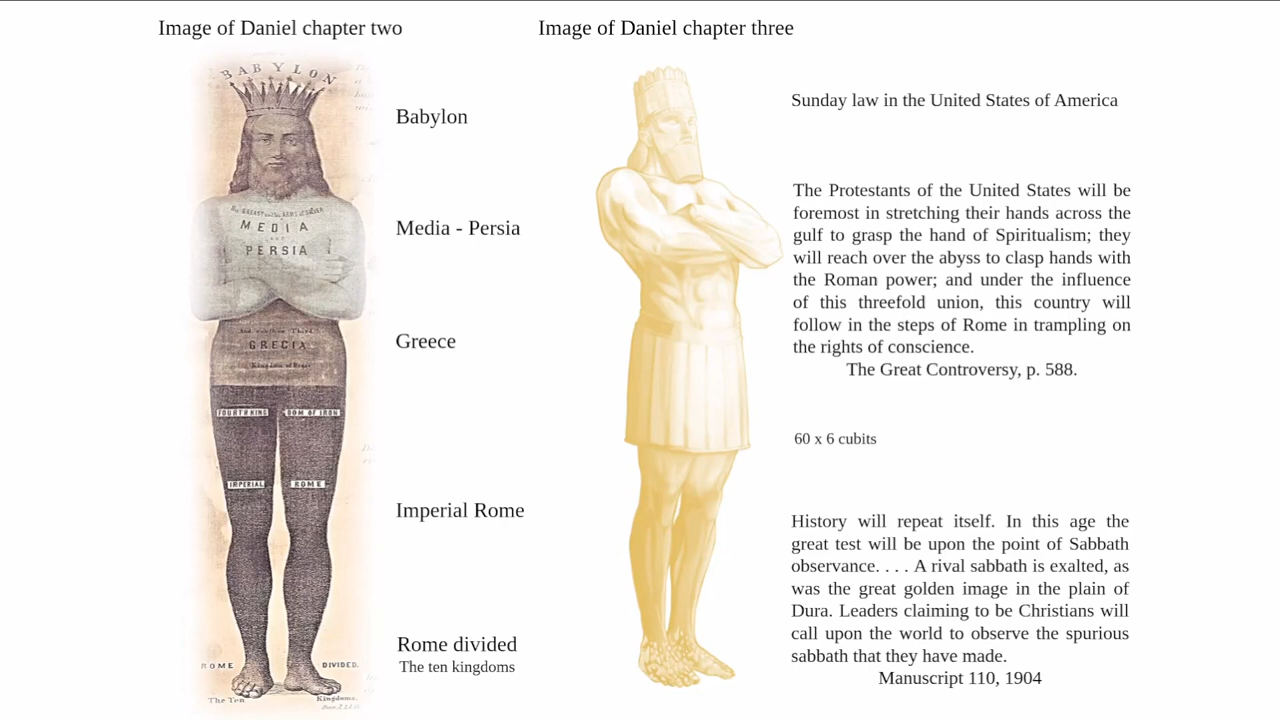 Image of Daniel chapter two
Image of Daniel chapter three
BABYLON
MEDIA
AND
PERSIA
GRECIA
Kingdom of Brass
FOURTH KING DOM OF IRON
IMPERIAL ROME
ROME DIVIDED.
The Ten Kingdoms.
Babylon
Media - Persia
Greece
Imperial Rome
Rome divided
The ten kingdoms
Sunday law in the United States of America
The Protestants of the United States will be
foremost in stretching their hands across the
gulf to grasp the hand of Spiritualism; they
will reach over the abyss to clasp hands with
the Roman power; and under the influence
of this threefold union, this country will
follow in the steps of Rome in trampling on
the rights of conscience.
The Great Controversy, p. 588.
60 x 6 cubits
History will repeat itself. In this age the
great test will be upon the point of Sabbath
observance. . . . A rival sabbath is exalted, as
was the great golden image in the plain of
Dura. Leaders claiming to be Christians will
call upon the world to observe the spurious
sabbath that they have made.
Manuscript 110, 1904